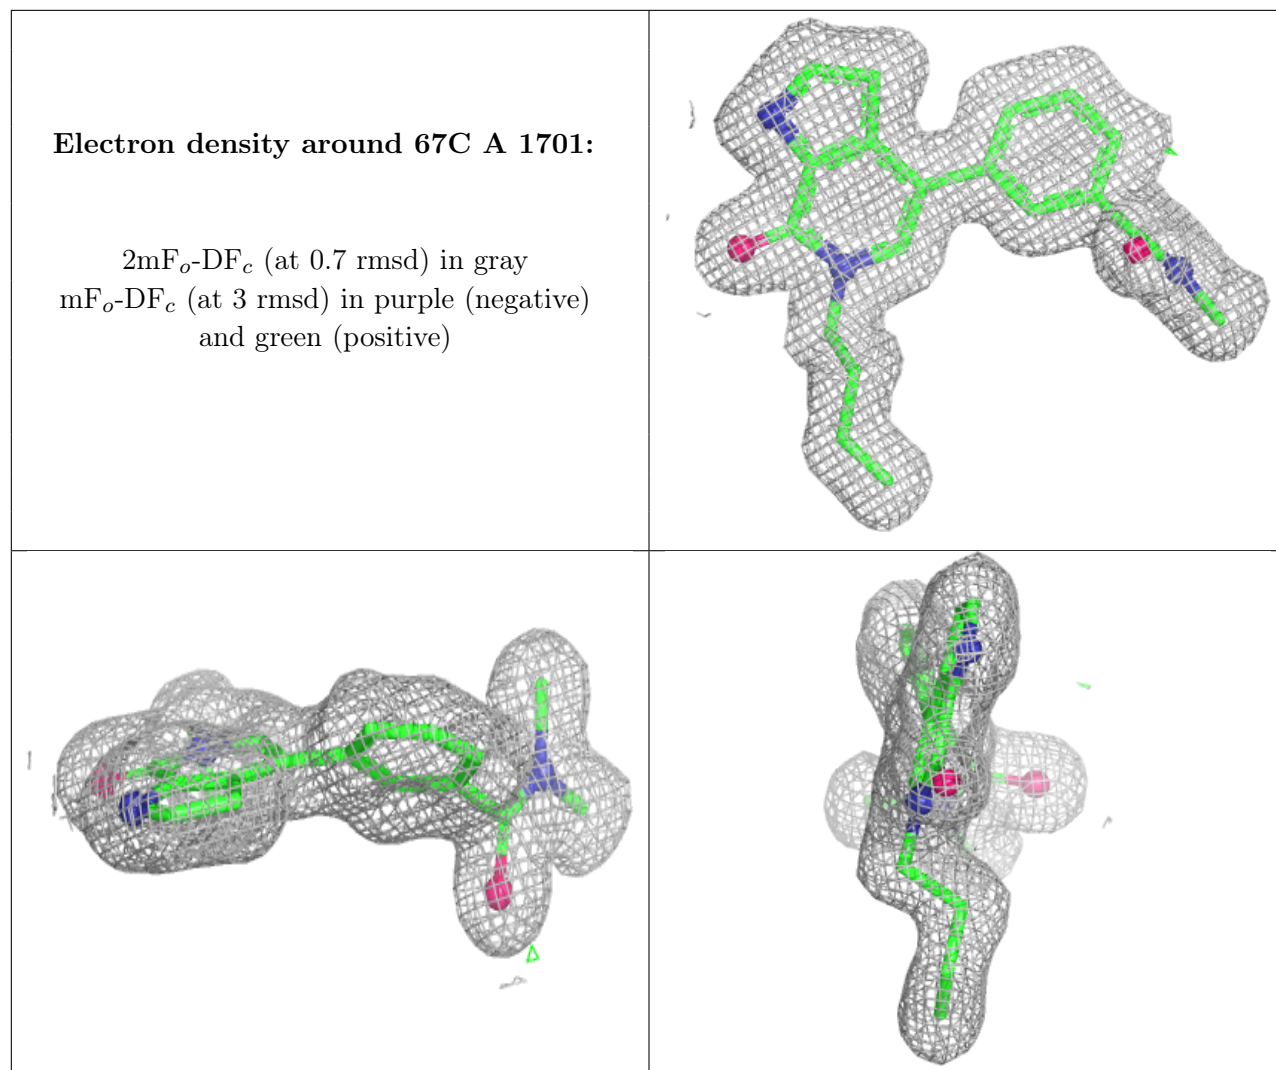 Electron density around 67C A 1701:
2mFo-DFc (at 0.7 rmsd) in gray
mFo-DFc (at 3 rmsd) in purple (negative)
and green (positive)